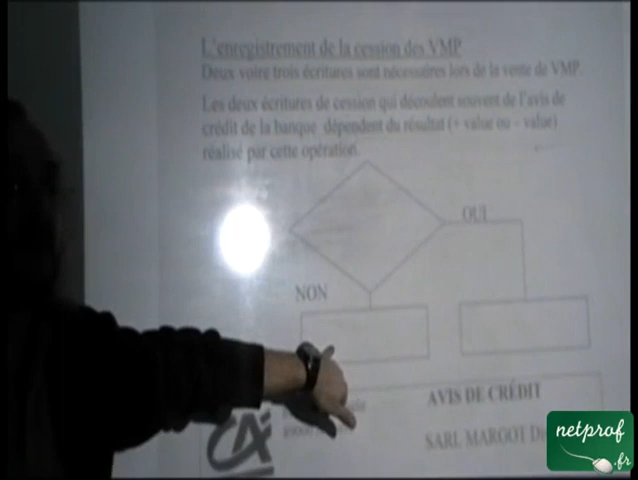 L'enregistrement de la cession des VMP
Deux voire trois écritures sont nécessaires lors de la vente de VMP.
Les deux écritures de cession qui découlent souvent de l'avis de
crédit de la banque dépendent du résultat (+ value ou - value)
réalisé par cette opération.
OUI
NON
AVIS DE CRÉDIT
CA
SARL MARGOT
netprof
.fr